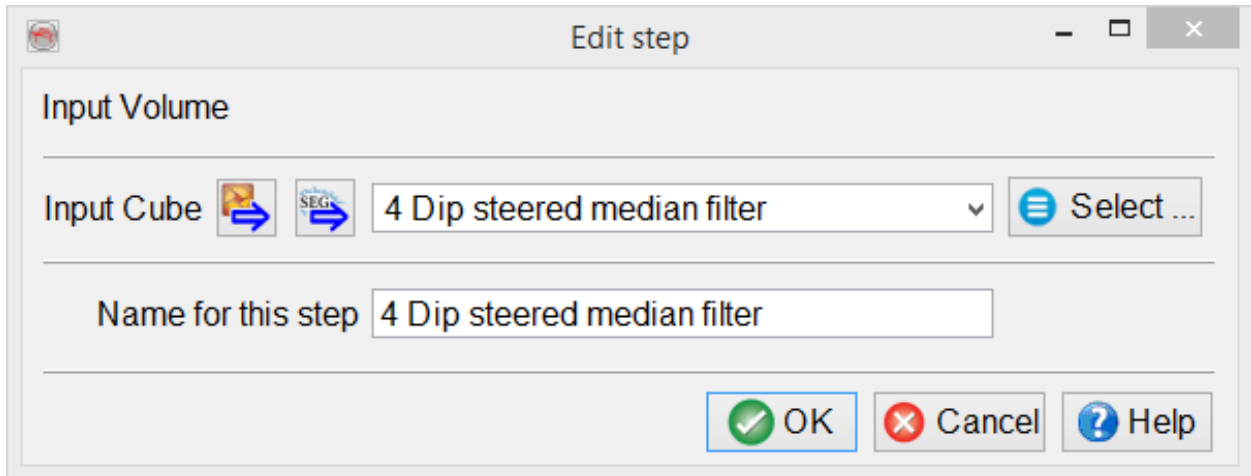 Edit step
Input Volume
Input Cube SEG 4 Dip steered median filter Select ...
Name for this step 4 Dip steered median filter
OK Cancel Help